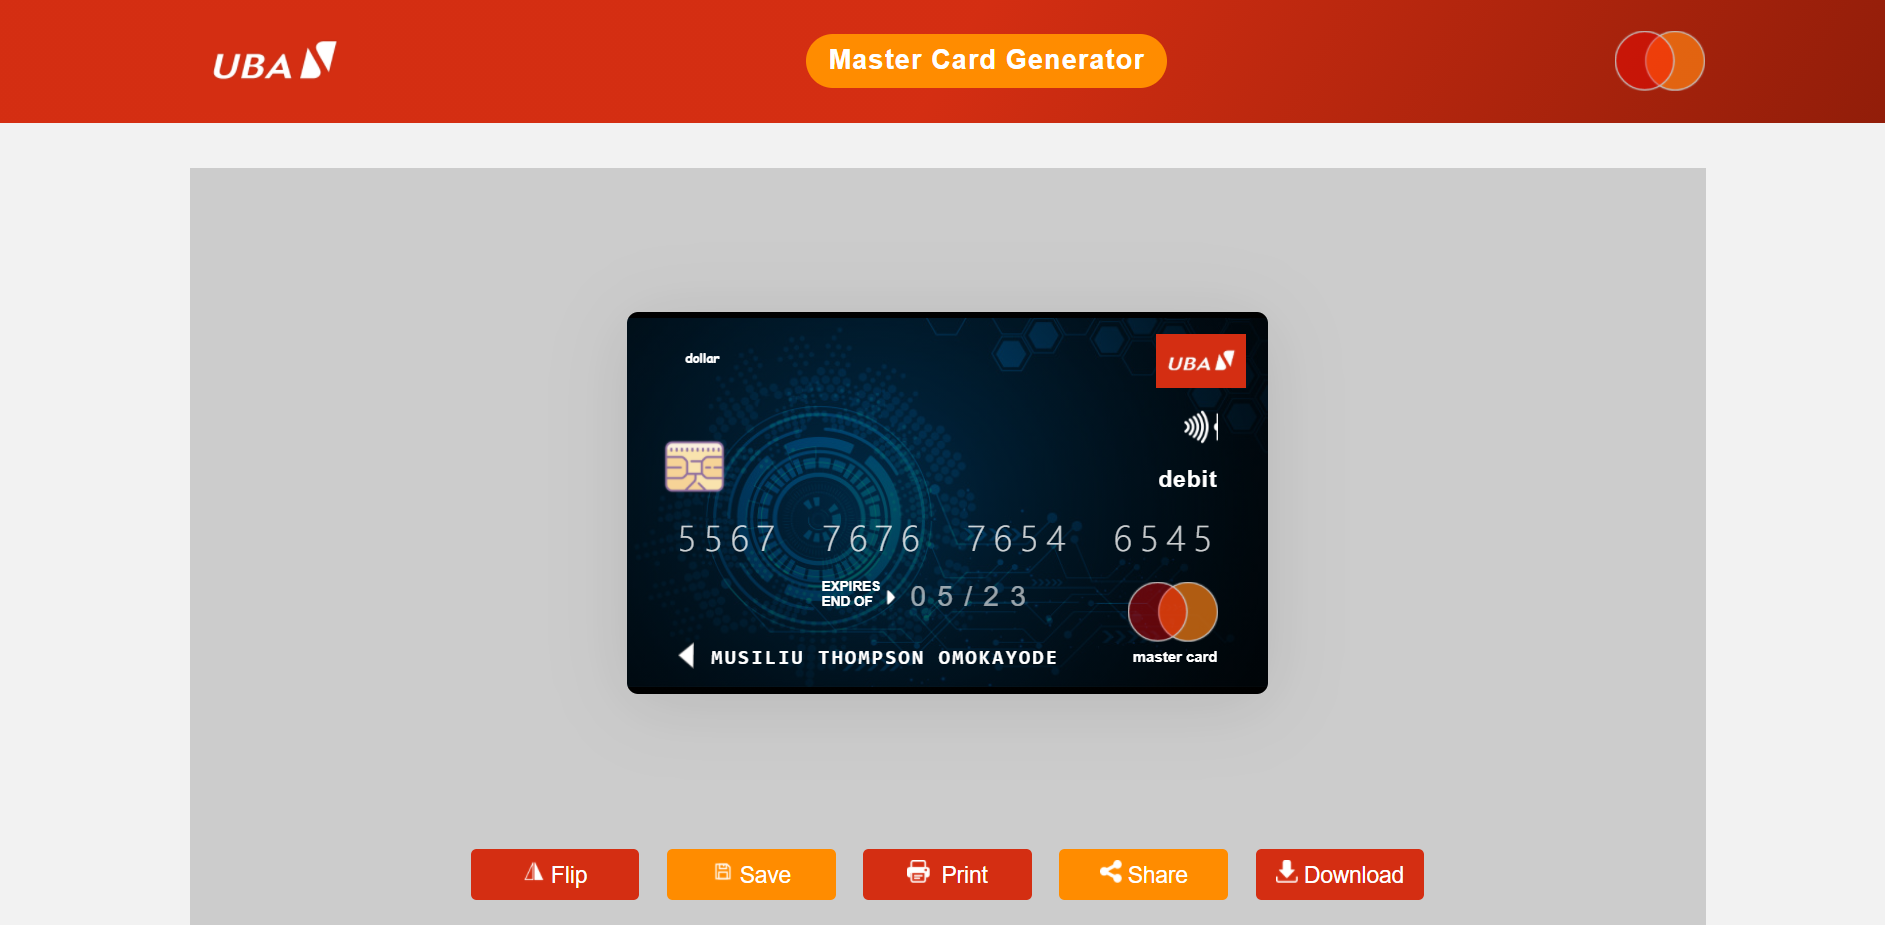 UBA
Master Card Generator
dollar
UBA
debit
5567 7676 7654 6545
EXPIRES
END OF 05/23
MUSILIU THOMPSON OMOKAYODE
master card
Flip
Save
Print
Share
Download